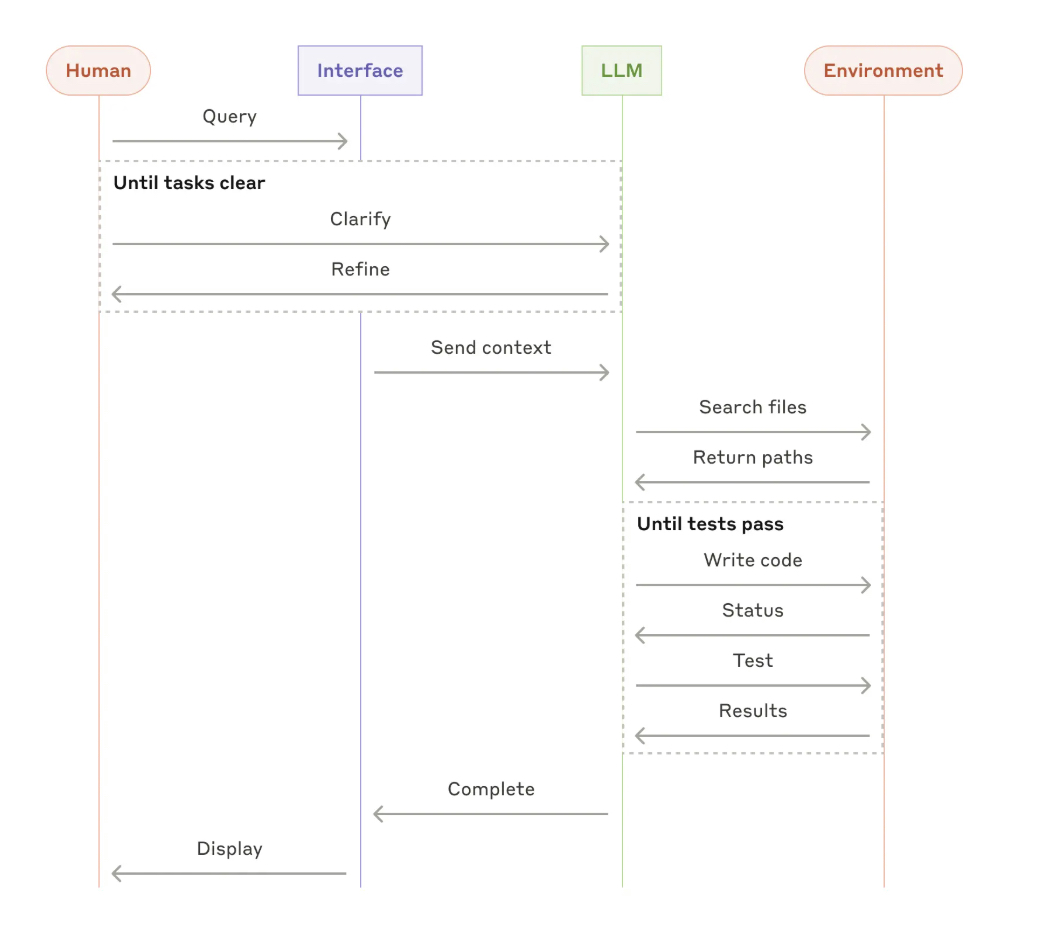 Human
Interface
LLM
Environment
Query
Until tasks clear
Clarify
Refine
Send context
Search files
Return paths
Until tests pass
Write code
Status
Test
Results
Complete
Display